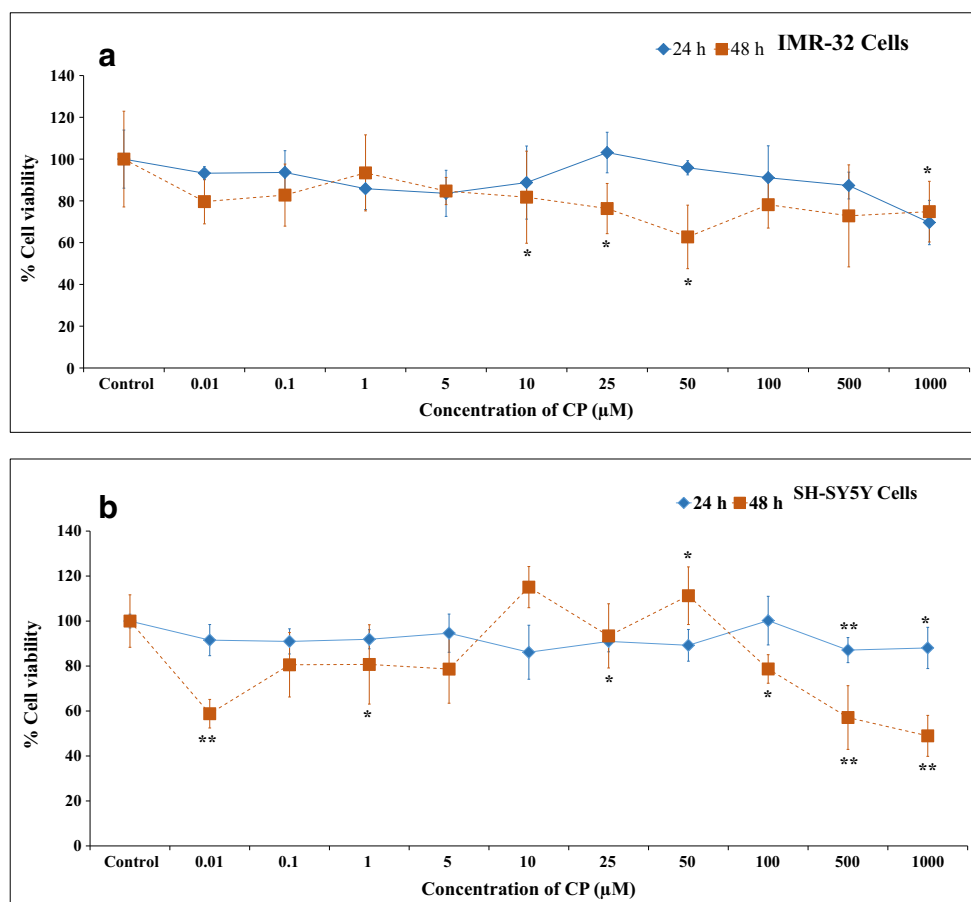 a
24 h 48 h IMR-32 Cells
140
120
100
80
60
40
20
0
% Cell viability
*
*
*
*
Control 0.01 0.1 1 5 10 25 50 100 500 1000
Concentration of CP (µM)
b
24 h 48 h SH-SY5Y Cells
140
120
100
80
60
40
20
0
% Cell viability
*
** *
*
*
*
**
** **
Control 0.01 0.1 1 5 10 25 50 100 500 1000
Concentration of CP (µM)